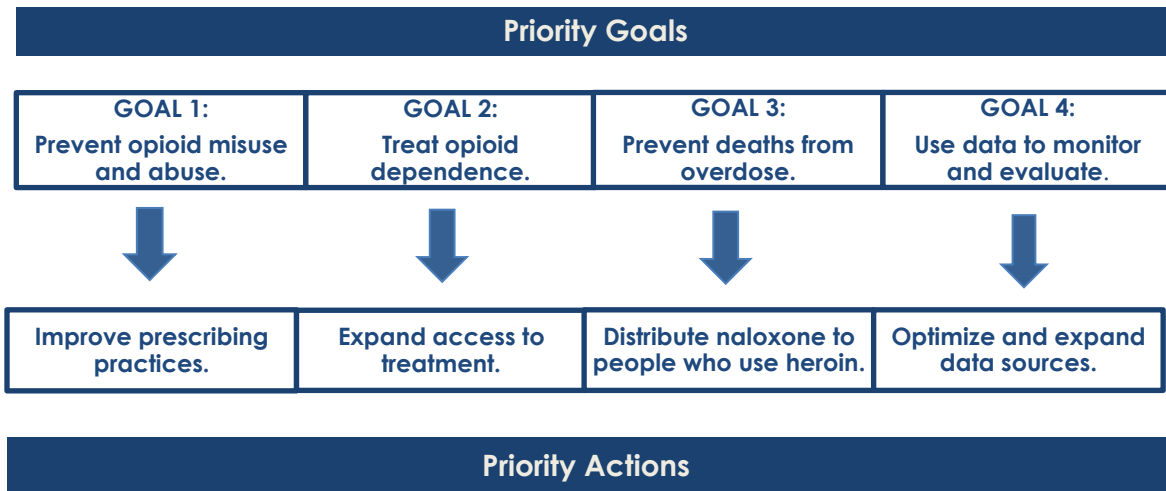 Priority Goals
GOAL 1:
Prevent opioid misuse
and abuse.
GOAL 2:
Treat opioid
dependence.
GOAL 3:
Prevent deaths from
overdose.
GOAL 4:
Use data to monitor
and evaluate.
Improve prescribing
practices.
Expand access to
treatment.
Distribute naloxone to
people who use heroin.
Optimize and expand
data sources.
Priority Actions